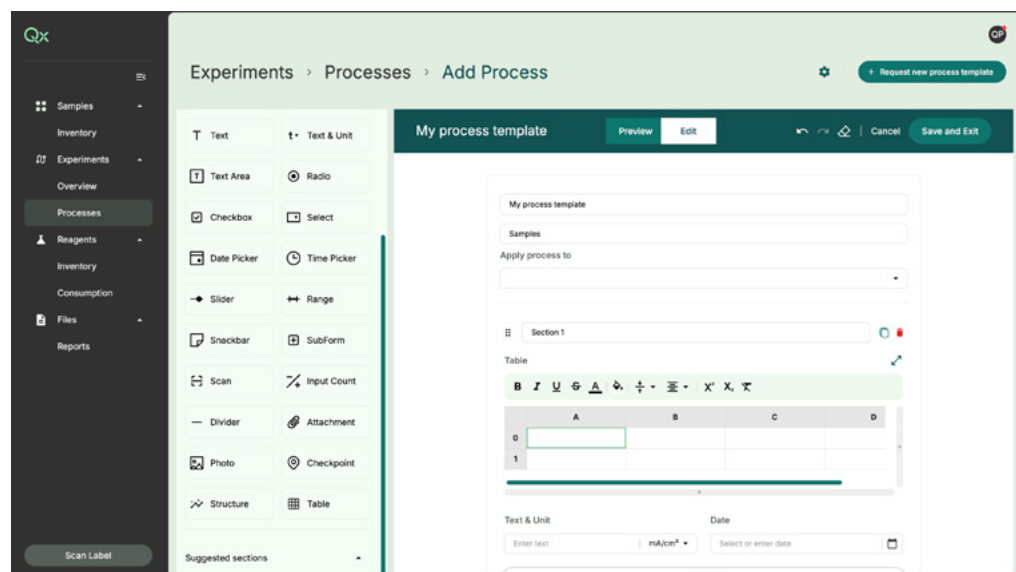 Qx
QP
Experiments > Processes > Add Process
+ Request new process template
Samples
Inventory
Experiments
Overview
Processes
Reagents
Inventory
Consumption
Files
Reports
Scan Label
T Text
t Text & Unit
T Text Area
Radio
Checkbox
Select
Date Picker
Time Picker
Slider
Range
Snackbar
SubForm
Scan
Input Count
Divider
Attachment
Photo
Checkpoint
Structure
Table
Suggested sections
My process template
Preview
Edit
Cancel
Save and Exit
My process template
Samples
Apply process to
Section 1
Table
B I U S A X² X₂
A B C D
0
1
Text & Unit
Date
Enter text
mA/cm²
Select or enter date